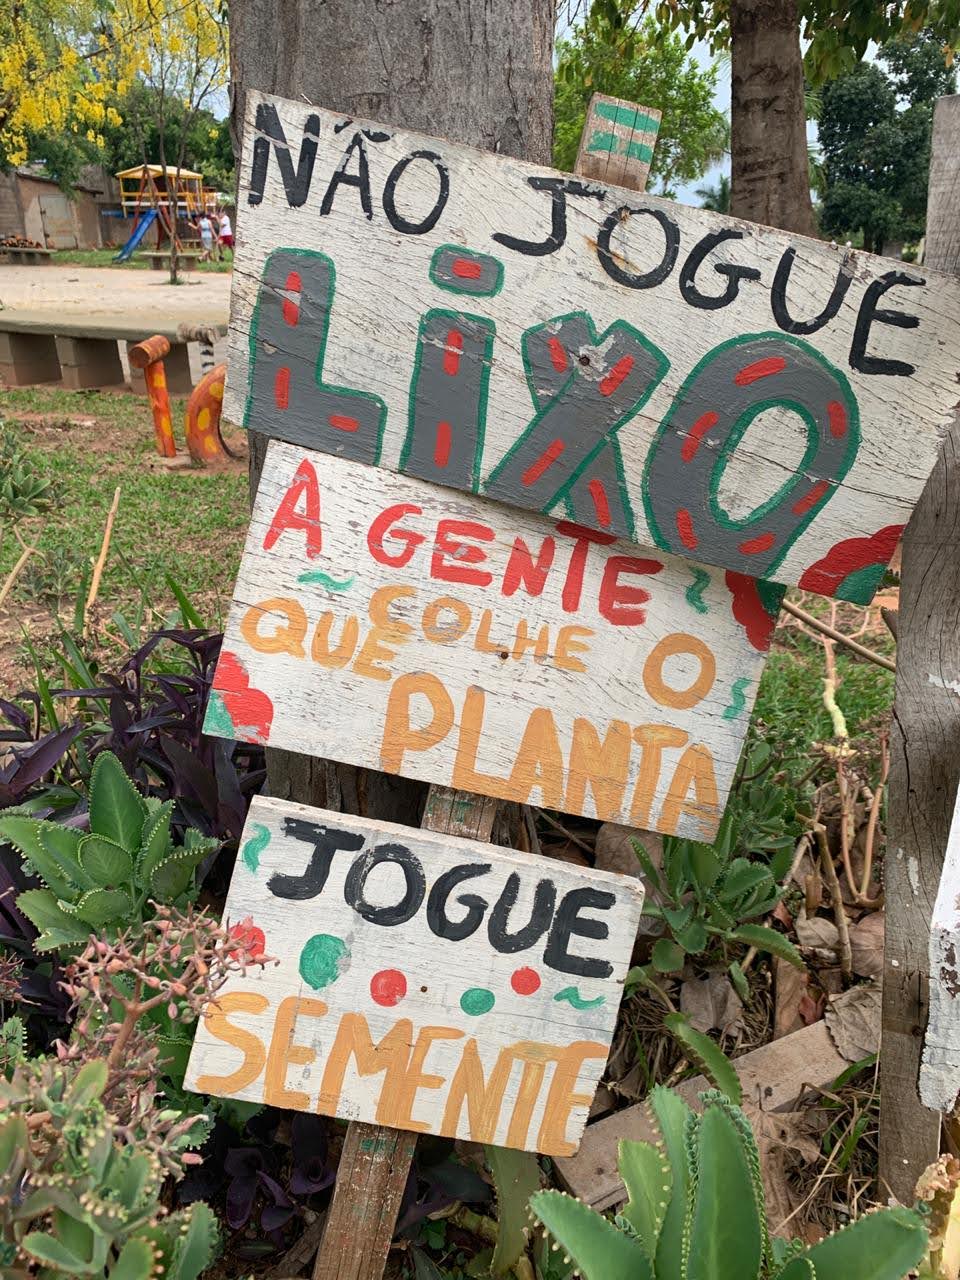 NÃO JOGUE
LiXO
A GENTE
QUE COLHE O
PLANTA
JOGUE
SEMENTE